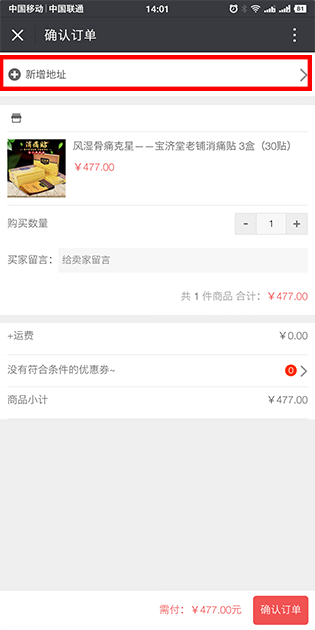 中国移动 | 中国联通 14:01 81
确认订单
新增地址
消痛贴
风湿骨痛克星——宝济堂老铺消痛贴 3盒（30贴）
￥477.00
购买数量 - 1 +
买家留言： 给卖家留言
共 1 件商品 合计：￥477.00
+运费 ￥0.00
没有符合条件的优惠券~ 0
商品小计 ￥477.00
需付：￥477.00元 确认订单